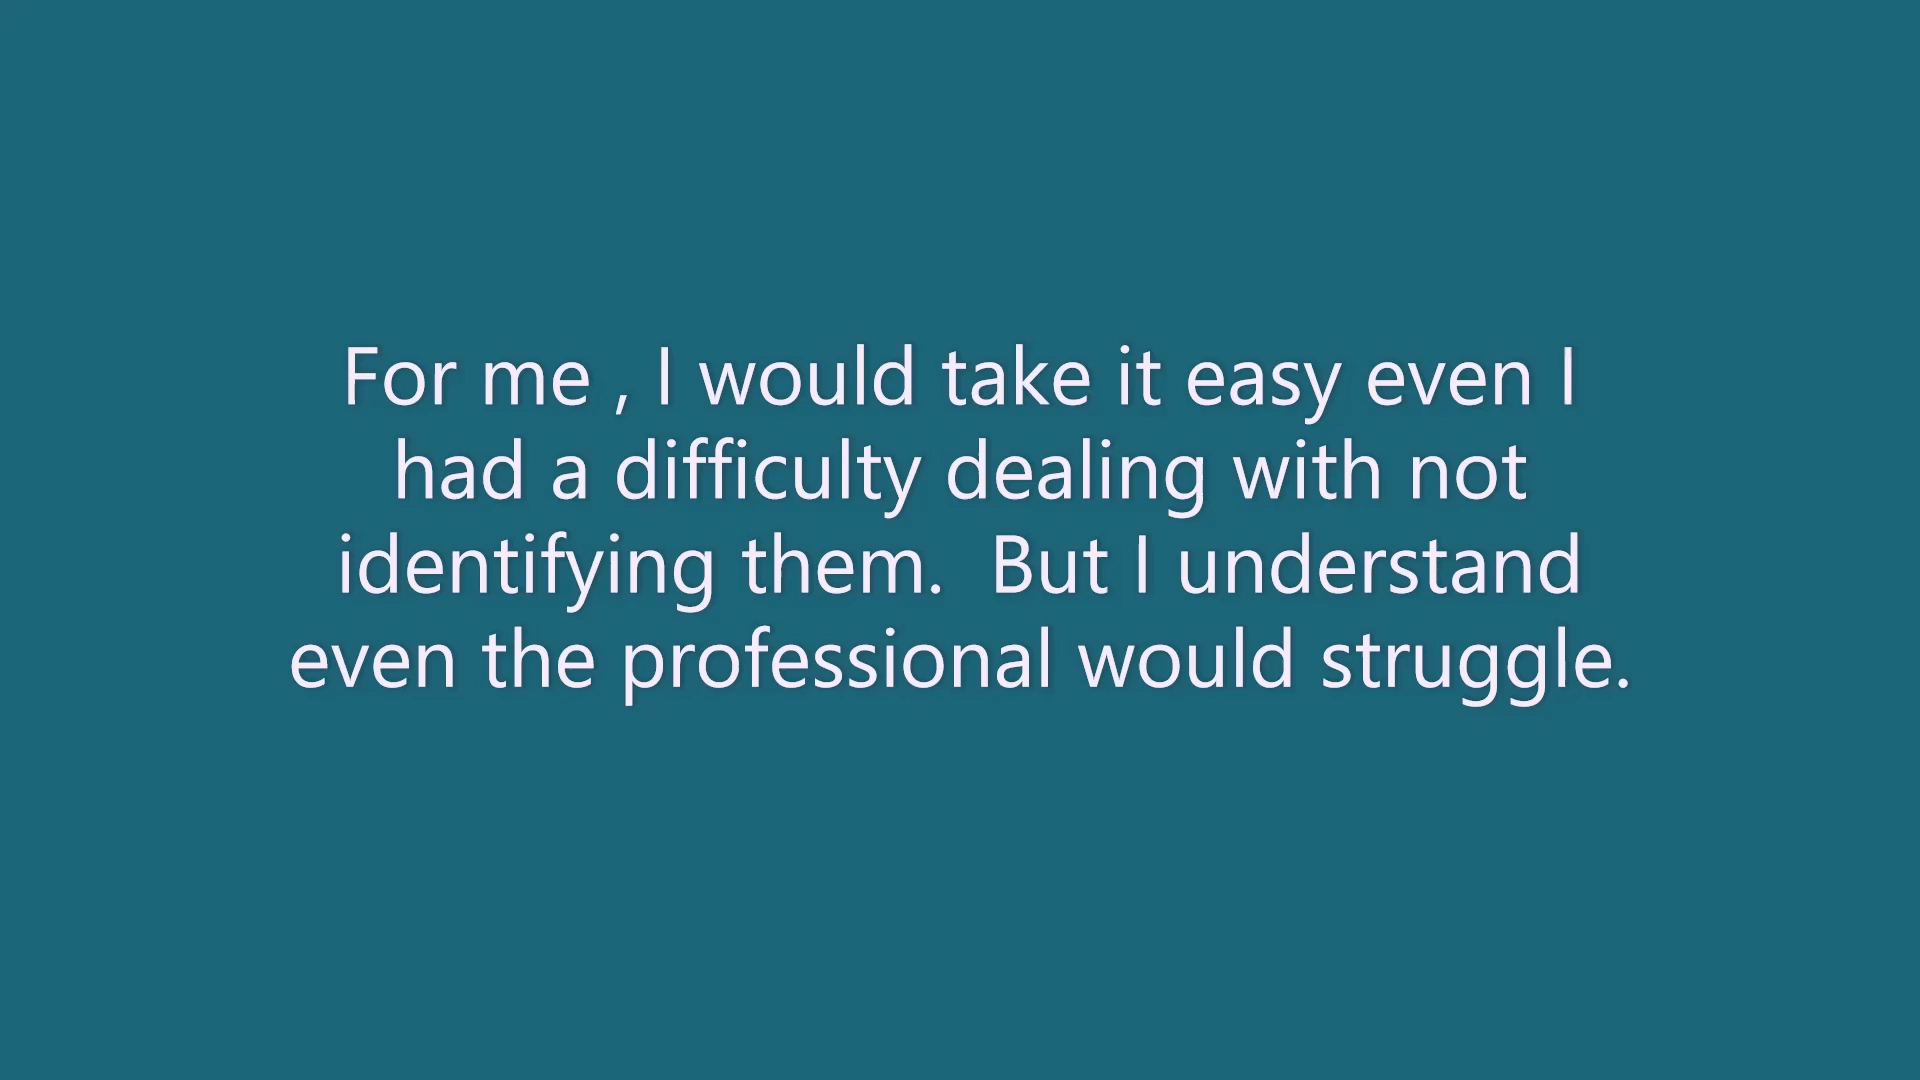 For me , I would take it easy even I
had a difficulty dealing with not
identifying them.  But I understand
even the professional would struggle.